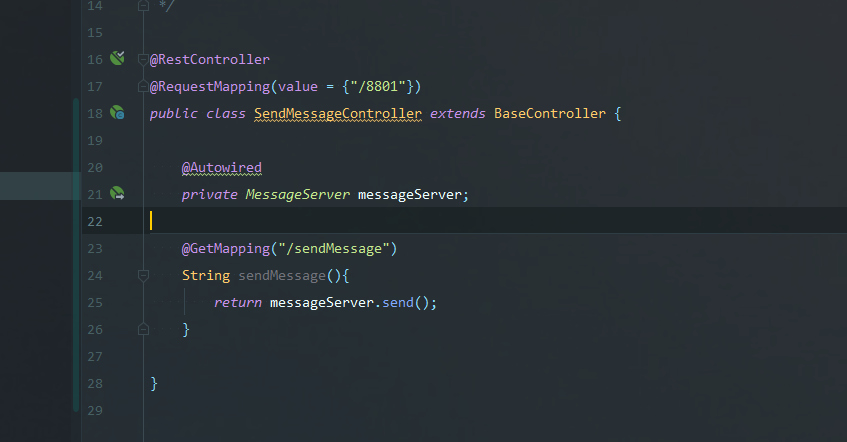 14 */
15
16 @RestController
17 @RequestMapping(value = {"/8801"})
18 public class SendMessageController extends BaseController {
19
20 @Autowired
21 private MessageServer messageServer;
22
23 @GetMapping("/sendMessage")
24 String sendMessage(){
25 return messageServer.send();
26 }
27
28 }
29